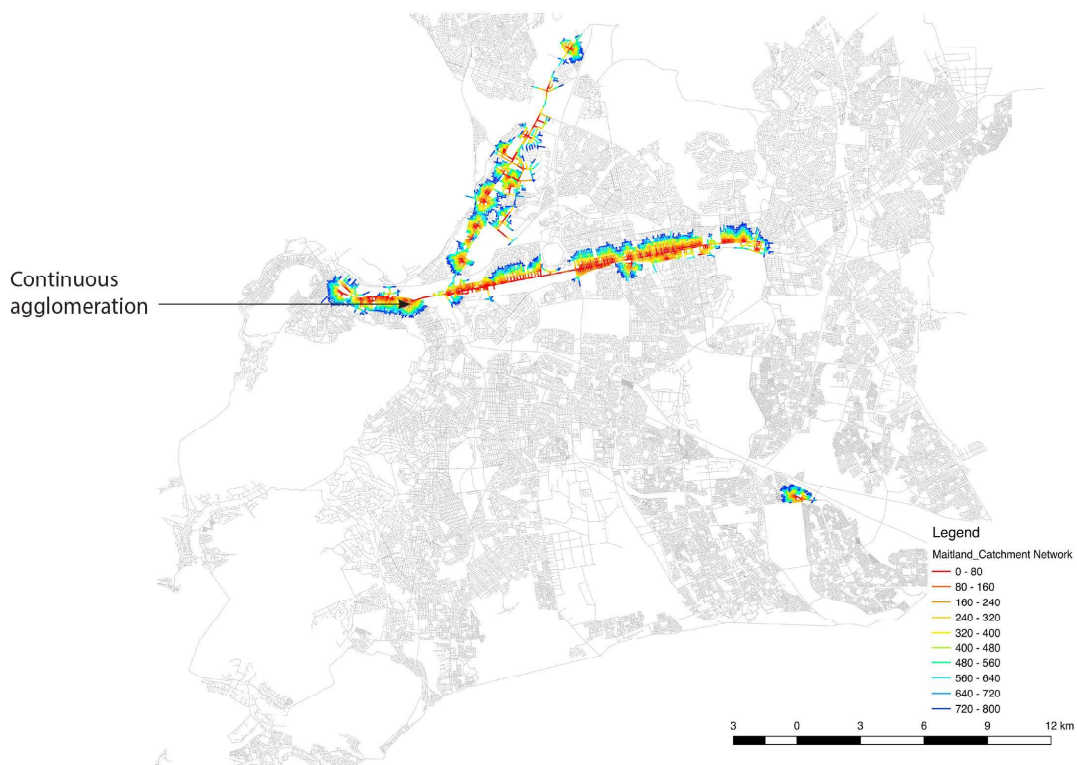 Continuous
agglomeration
Legend
Maitland_Catchment Network
0 - 80
80 - 160
160 - 240
240 - 320
320 - 400
400 - 480
480 - 560
560 - 640
640 - 720
720 - 800
3 0 3 6 9 12 km